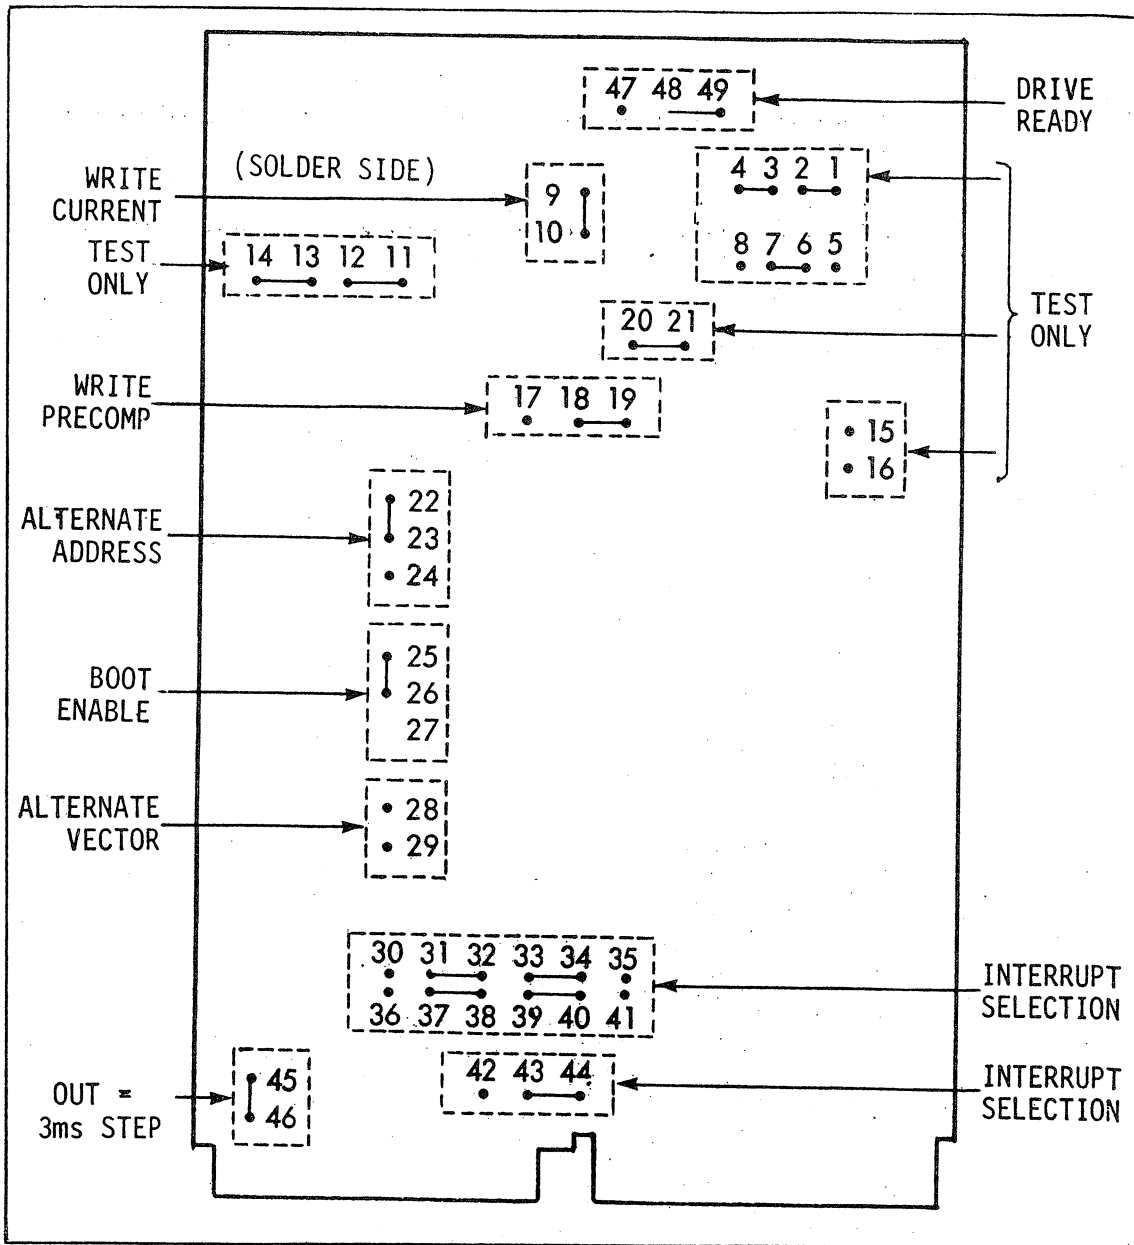 47 48 49
DRIVE
READY
(SOLDER SIDE)
WRITE
CURRENT
9
10
4 3 2 1
8 7 6 5
TEST
ONLY
14 13 12 11
20 21
TEST
ONLY
WRITE
PRECOMP
17 18 19
15
16
ALTERNATE
ADDRESS
22
23
24
BOOT
ENABLE
25
26
27
ALTERNATE
VECTOR
28
29
30 31 32 33 34 35
36 37 38 39 40 41
INTERRUPT
SELECTION
OUT =
3ms STEP
45
46
42 43 44
INTERRUPT
SELECTION